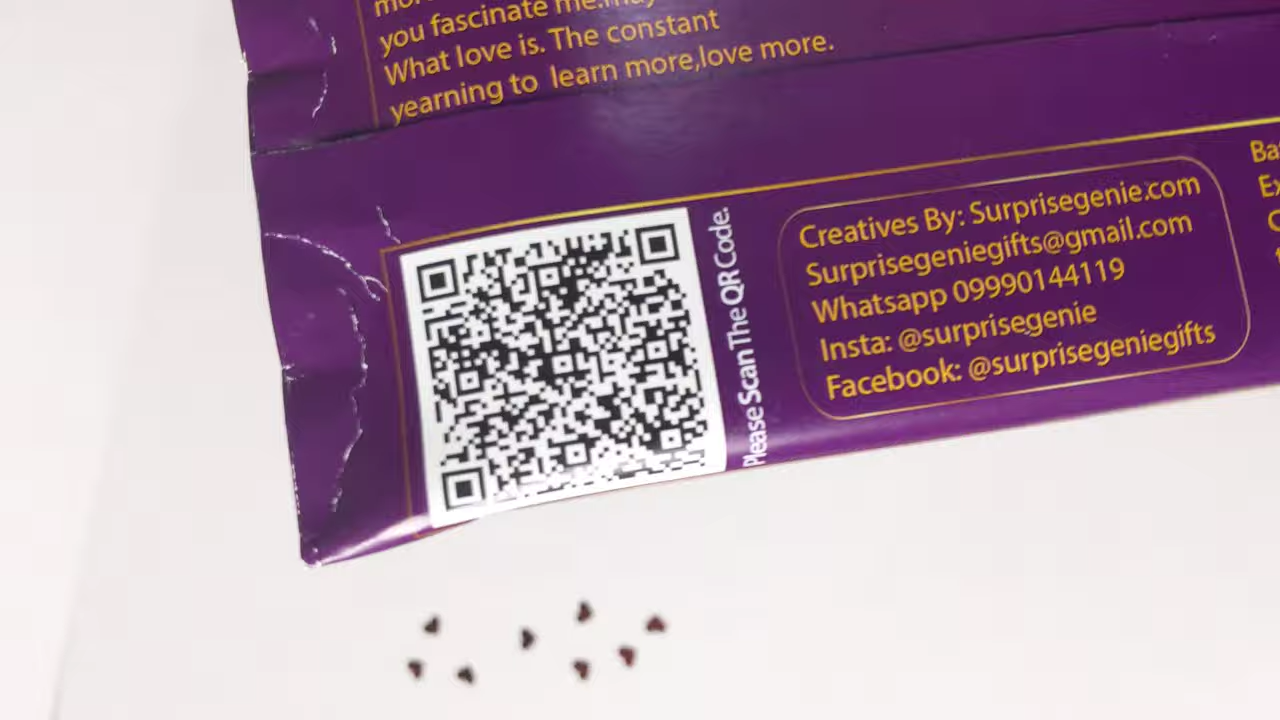 you fascinate me.may
What love is. The constant
yearning to learn more,love more.
Please Scan The QR Code.
Creatives By: Surprisegenie.com
Surprisegeniegifts@gmail.com
Whatsapp 09990144119
Insta: @surprisegenie
Facebook: @surprisegeniegifts